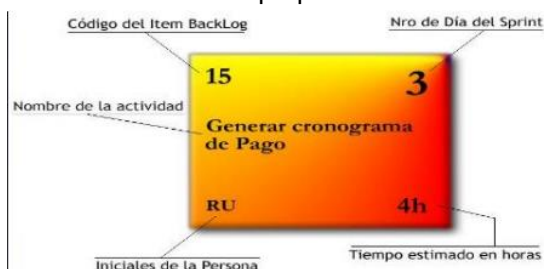 Código del Item BackLog
Nro de Día del Sprint
15
3
Nombre de la actividad
Generar cronograma
de Pago
RU
4h
Iniciales de la Persona
Tiempo estimado en horas